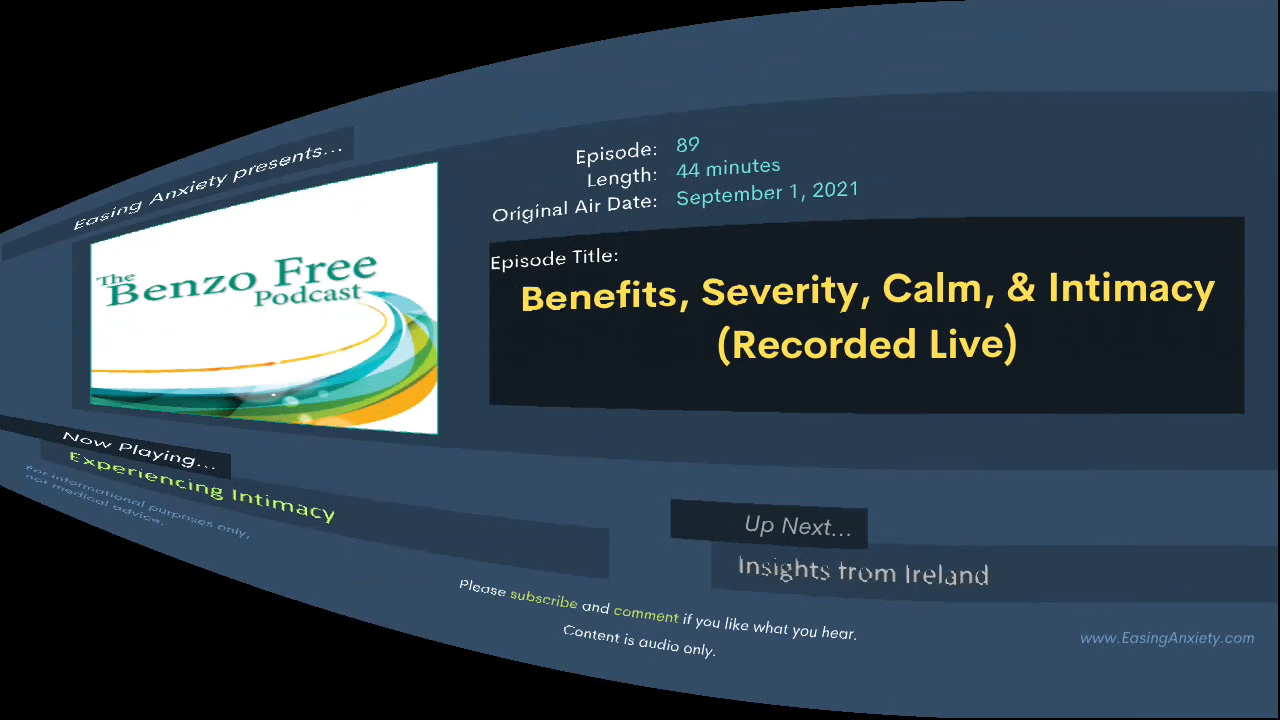 Easing Anxiety presents...
The
Benzo Free
Podcast
Episode: 89
Length: 44 minutes
Original Air Date: September 1, 2021
Episode Title:
Benefits, Severity, Calm, & Intimacy
(Recorded Live)
Now Playing...
Experiencing Intimacy
For informational purposes only,
not medical advice.
Up Next...
Insights from Ireland
Please subscribe and comment if you like what you hear.
Content is audio only.
www.EasingAnxiety.com